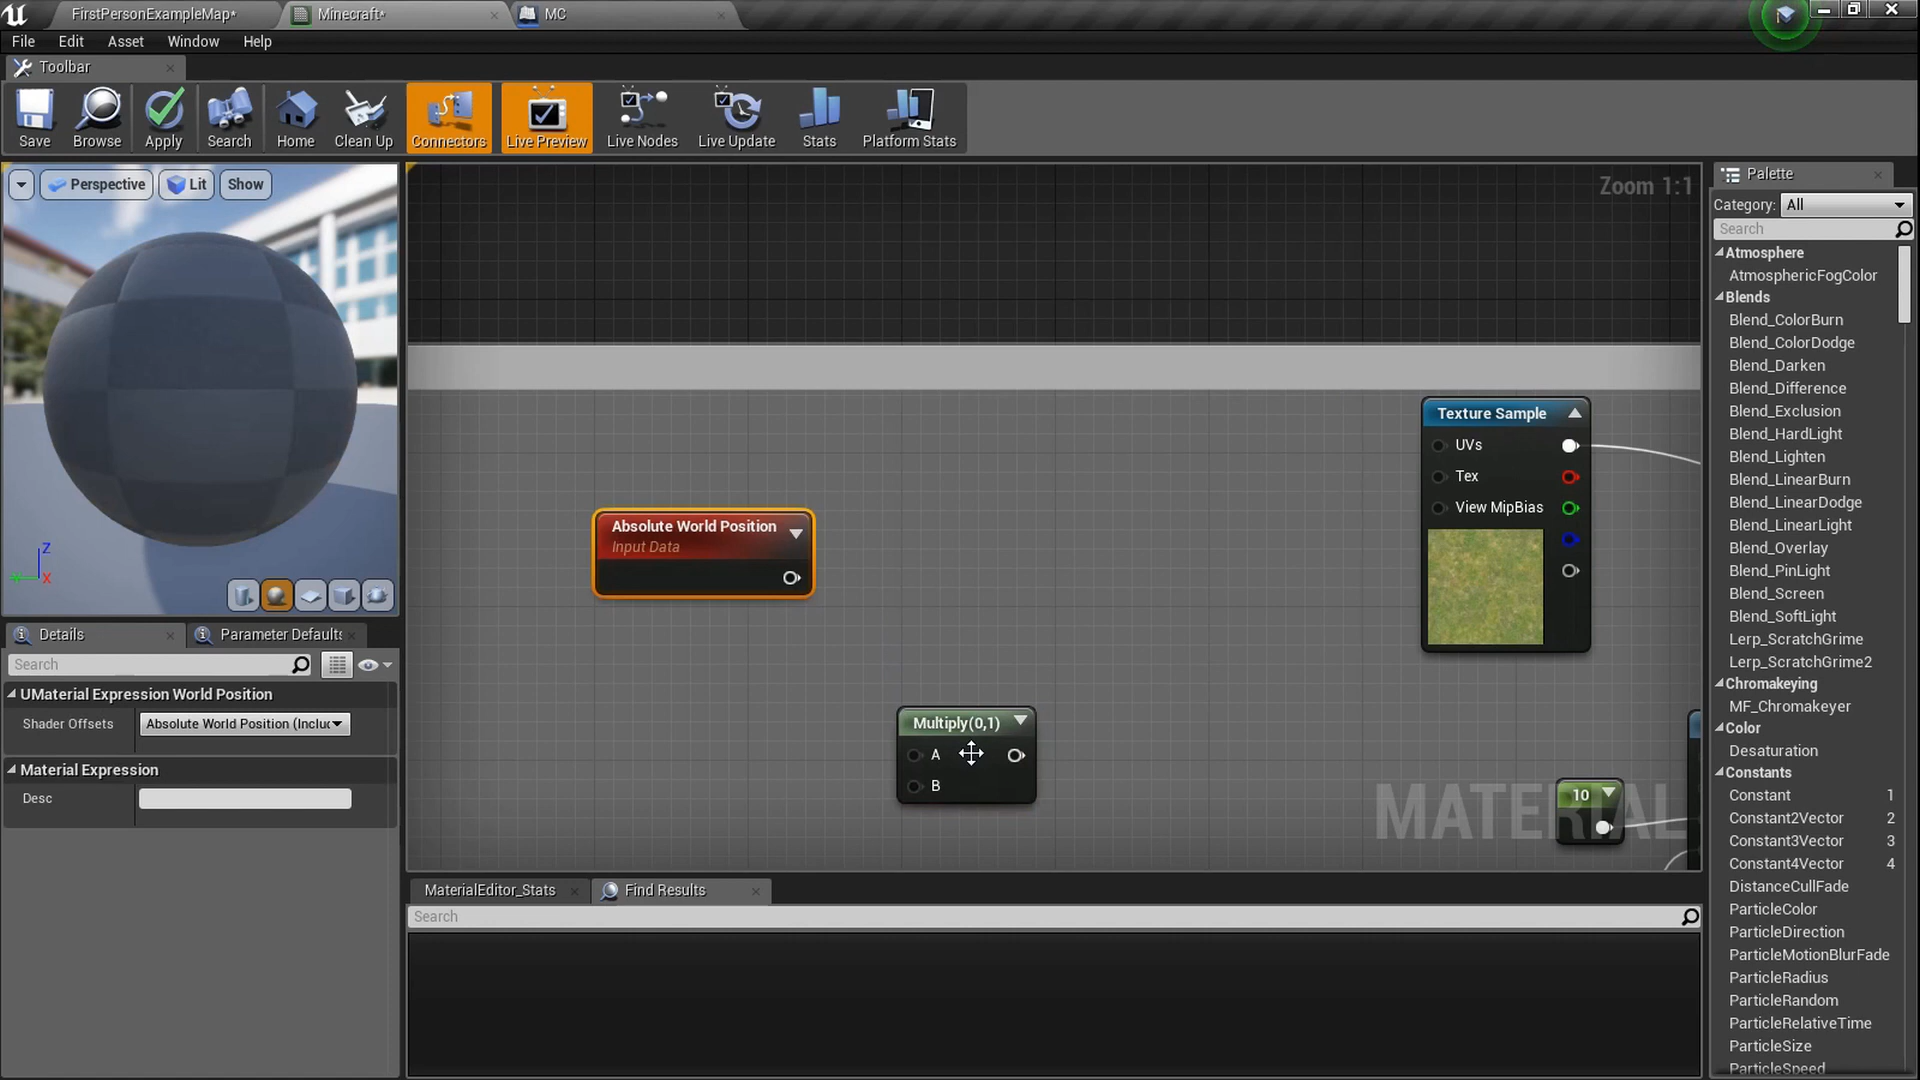 FirstPersonExampleMap*
Minecraft*
MC
File Edit Asset Window Help
Toolbar
Save Browse Apply Search Home Clean Up Connectors Live Preview Live Nodes Live Update Stats Platform Stats
Perspective Lit Show
Z
X
Details
Parameter Defaults
Search
UMaterial Expression World Position
Shader Offsets Absolute World Position (Incluc
Material Expression
Desc
Zoom 1:1
Absolute World Position
Input Data
Texture Sample
UVs
Tex
View MipBias
Multiply(0,1)
A
B
10
MATERIAL
MaterialEditor_Stats
Find Results
Search
Palette
Category: All
Search
Atmosphere
AtmosphericFogColor
Blends
Blend_ColorBurn
Blend_ColorDodge
Blend_Darken
Blend_Difference
Blend_Exclusion
Blend_HardLight
Blend_Lighten
Blend_LinearBurn
Blend_LinearDodge
Blend_LinearLight
Blend_Overlay
Blend_PinLight
Blend_Screen
Blend_SoftLight
Lerp_ScratchGrime
Lerp_ScratchGrime2
Chromakeying
MF_Chromakeyer
Color
Desaturation
Constants
Constant 1
Constant2Vector 2
Constant3Vector 3
Constant4Vector 4
DistanceCullFade
ParticleColor
ParticleDirection
ParticleMotionBlurFade
ParticleRadius
ParticleRandom
ParticleRelativeTime
ParticleSize
ParticleSpeed